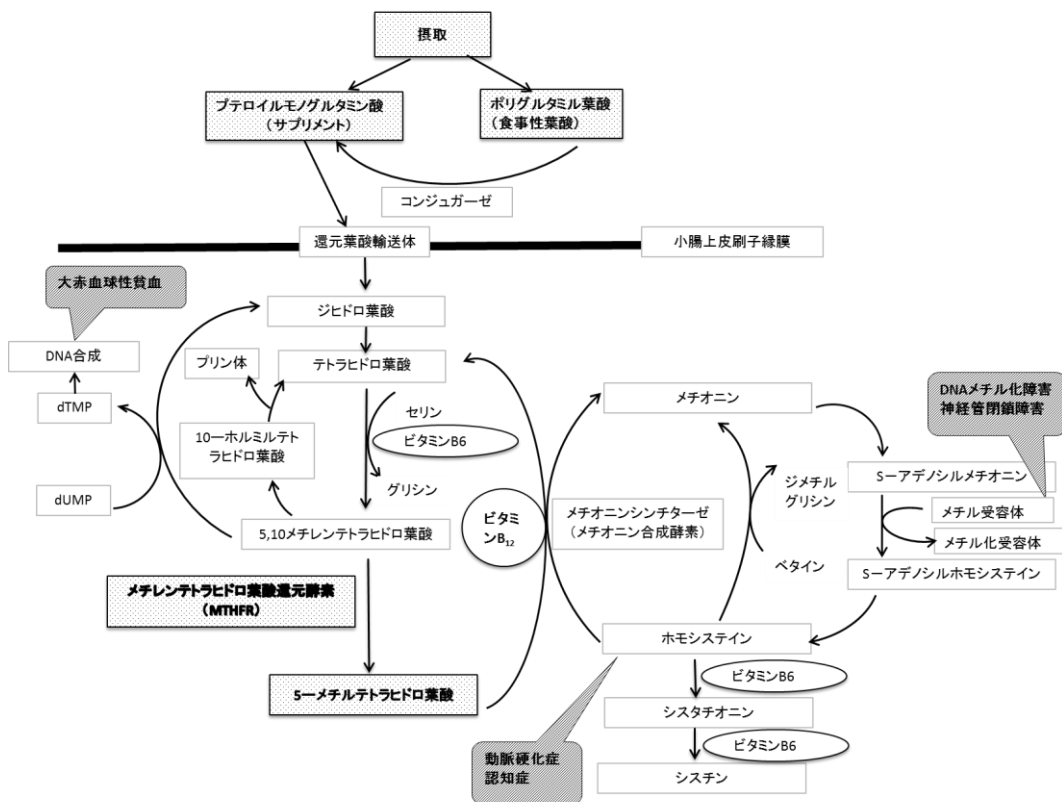 摂取
プテロイルモノグルタミン酸
（サプリメント）
ポリグルタミル葉酸
（食事性葉酸）
コンジュガーゼ
還元葉酸輸送体
小腸上皮刷子縁膜
大赤血球性貧血
ジヒドロ葉酸
DNA合成
プリン体
テトラヒドロ葉酸
dTMP
セリン
ビタミンB6
10ー ホルミルテト
ラヒドロ葉酸
グリシン
dUMP
5,10メチレンテトラヒドロ葉酸
メチレンテトラヒドロ葉酸還元酵素
（MTHFR）
5ーメチルテトラヒドロ葉酸
ビタミ
ンB₁₂
メチオニン
メチオニンシンチターゼ
（メチオニン合成酵素）
ジメチル
グリシン
ベタイン
DNAメチル化障害
神経管閉鎖障害
Sーアデノシルメチオニン
メチル受容体
メチル化受容体
Sーアデノシルホモシステイン
ホモシステイン
ビタミンB6
シスタチオニン
ビタミンB6
シスチン
動脈硬化症
認知症